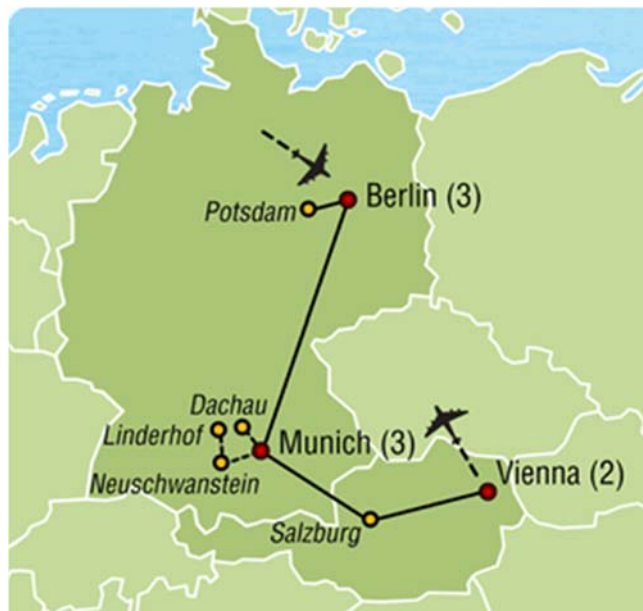 Potsdam
Berlin (3)
Dachau
Linderhof
Munich (3)
Neuschwanstein
Vienna (2)
Salzburg